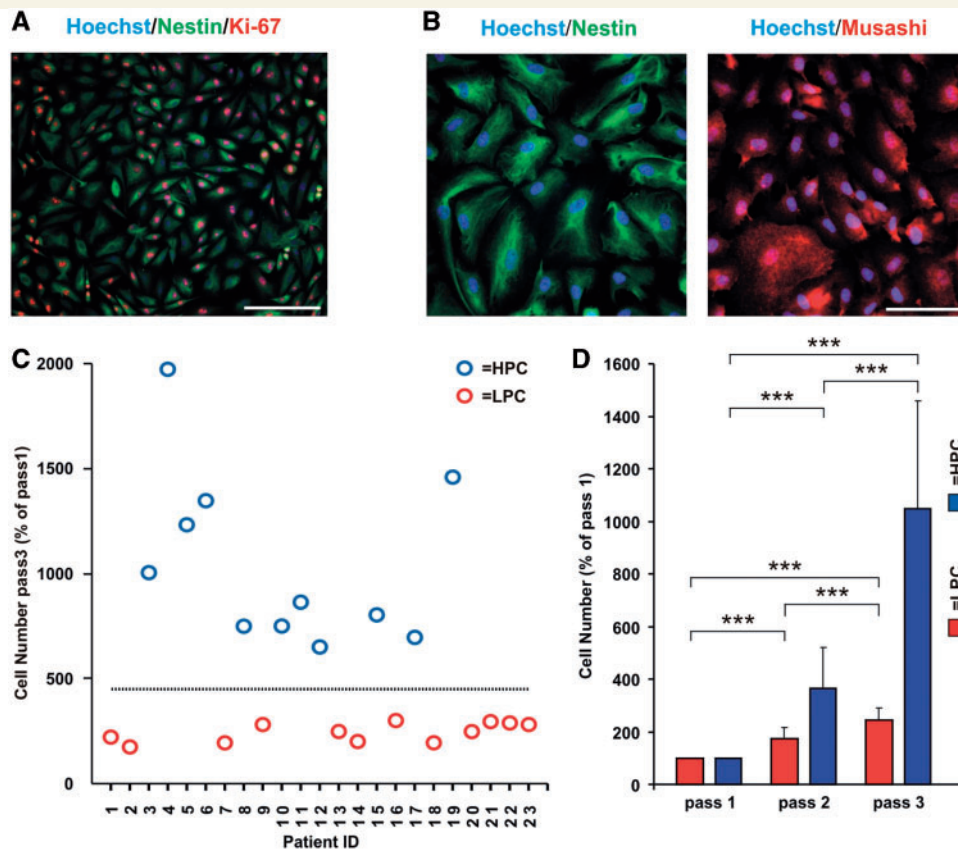 A
Hoechst/Nestin/Ki-67
B
Hoechst/Nestin
Hoechst/Musashi
C
Cell Number pass3 (% of pass1)
2000
1500
1000
500
0
=HPC
=LPC
1 2 3 4 5 6 7 8 9 10 11 12 13 14 15 16 17 18 19 20 21 22 23
Patient ID
D
Cell Number (% of pass 1)
1600
1400
1200
1000
800
600
400
200
0
***
***
***
***
***
***
pass 1 pass 2 pass 3
=HPC
=LPC